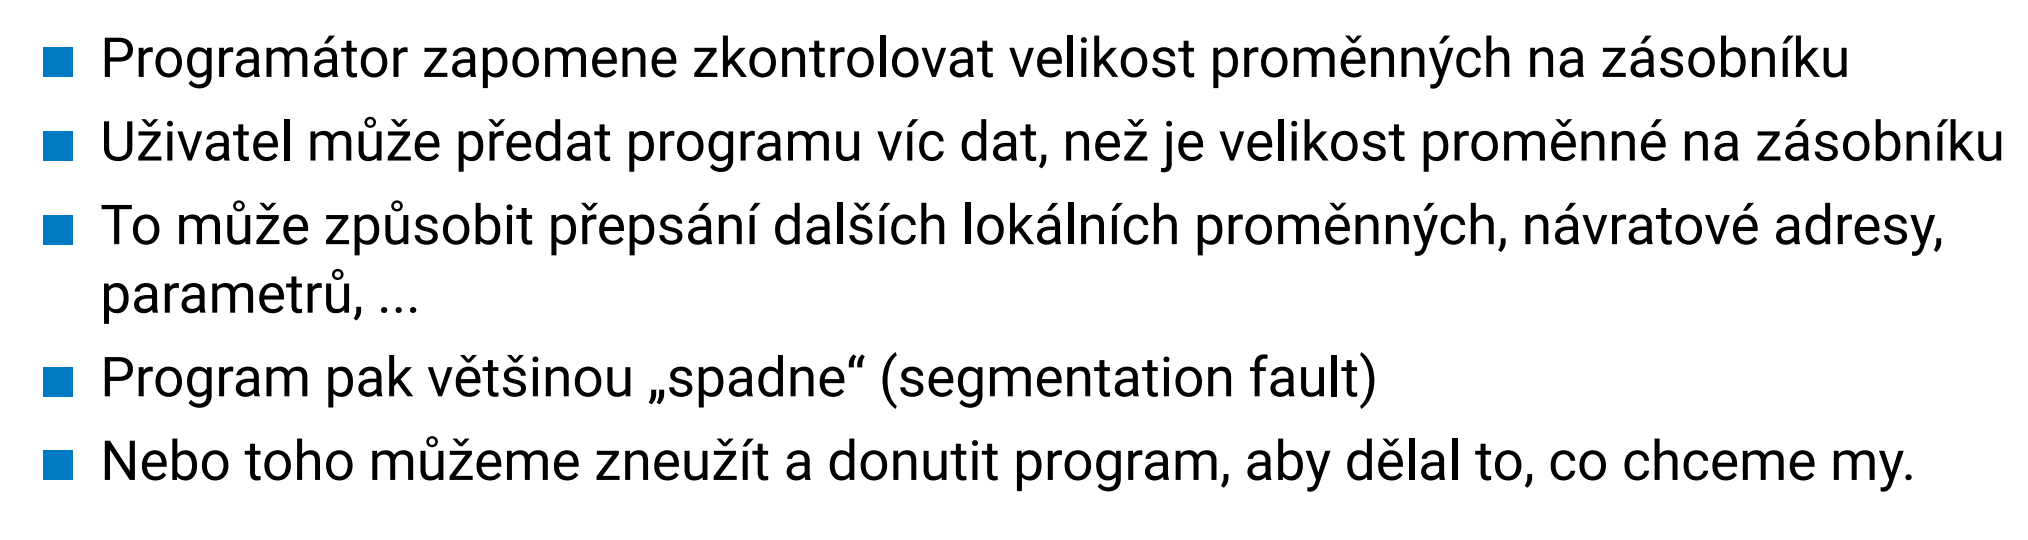 Programátor zapomene zkontrolovat velikost proměnných na zásobníku
Uživatel může předat programu víc dat, než je velikost proměnné na zásobníku
To může způsobit přepsání dalších lokálních proměnných, návratové adresy,
parametrů, ...
Program pak většinou „spadne“ (segmentation fault)
Nebo toho můžeme zneužít a donutit program, aby dělal to, co chceme my.